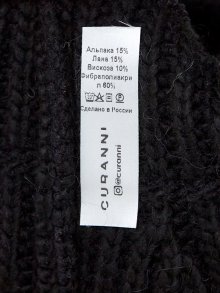 Альпака 15%
Лана 15%
Вискоза 10%
Фибраполиакри
л 60%
Сделано в России
CURANNI
@curanni